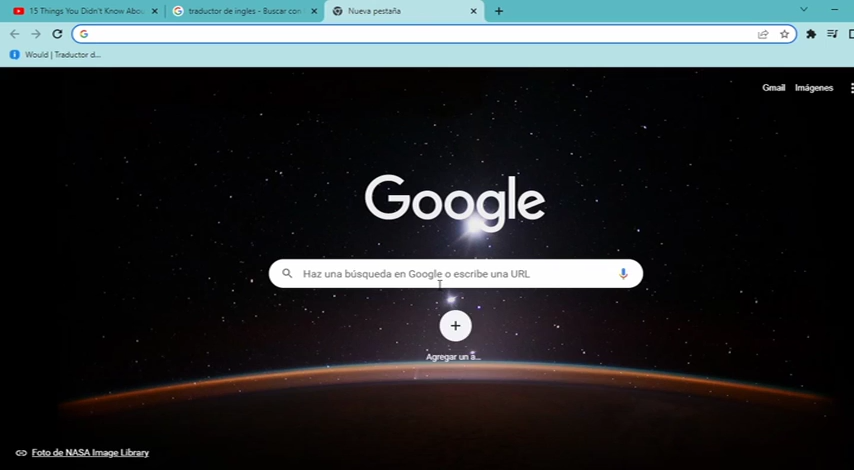 15 Things You Didn't Know Abou
traductor de ingles - Buscar con
Nueva pestaña
Would | Traductor d...
Gmail Imágenes
Google
Haz una búsqueda en Google o escribe una URL
Agregar un a...
Foto de NASA Image Library